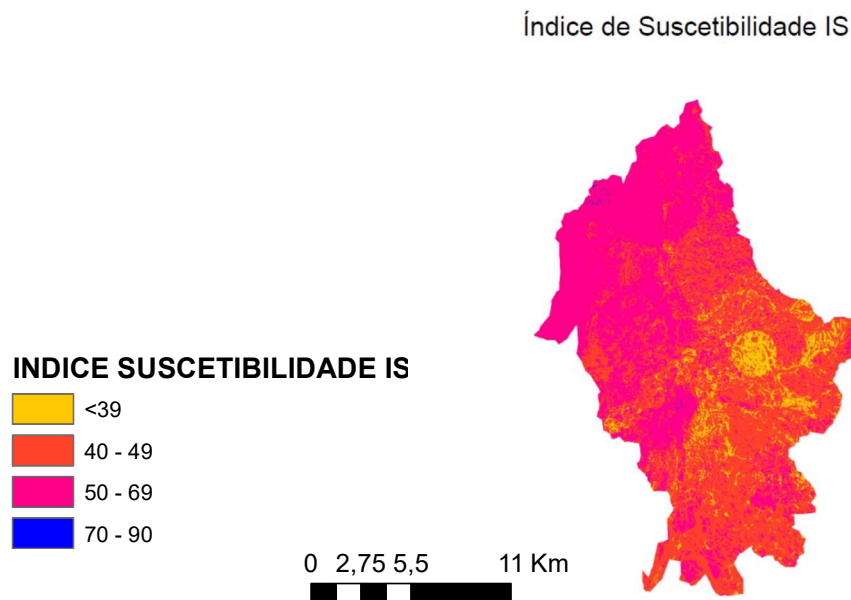 Índice de Suscetibilidade IS
INDICE SUSCETIBILIDADE IS
<39
40 - 49
50 - 69
70 - 90
0 2,75 5,5 11 Km